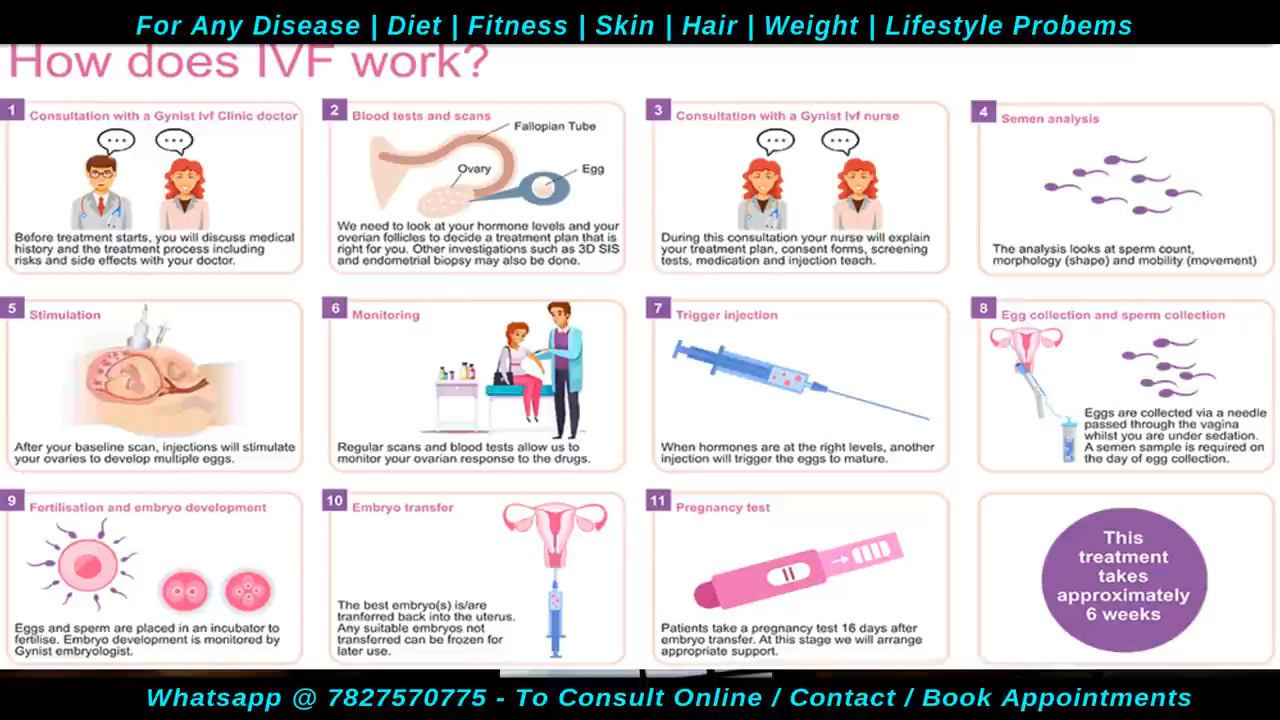 For Any Disease | Diet | Fitness | Skin | Hair | Weight | Lifestyle Probems
How does IVF work?
1
Consultation with a Gynist Ivf Clinic doctor
Before treatment starts, you will discuss medical
history and the treatment process including
risks and side effects with your doctor.
2
Blood tests and scans
Fallopian Tube
Ovary
Egg
We need to look at your hormone levels and your
overian follicles to decide a treatment plan that is
right for you. Other investigations such as 3D SIS
and endometrial biopsy may also be done.
3
Consultation with a Gynist Ivf nurse
During this consultation your nurse will explain
your treatment plan, consent forms, screening
tests, medication and injection teach.
4
Semen analysis
The analysis looks at sperm count,
morphology (shape) and mobility (movement)
5
Stimulation
After your baseline scan, injections will stimulate
your ovaries to develop multiple eggs.
6
Monitoring
Regular scans and blood tests allow us to
monitor your ovarian response to the drugs.
7
Trigger injection
When hormones are at the right levels, another
injection will trigger the eggs to mature.
8
Egg collection and sperm collection
Eggs are collected via a needle
passed through the vagina
whilst you are under sedation.
A semen sample is required on
the day of egg collection.
9
Fertilisation and embryo development
Eggs and sperm are placed in an incubator to
fertilise. Embryo development is monitored by
Gynist embryologist.
10
Embryo transfer
The best embryo(s) is/are
tranferred back into the uterus.
Any suitable embryos not
transferred can be frozen for
later use.
11
Pregnancy test
Patients take a pregnancy test 16 days after
embryo transfer. At this stage we will arrange
appropriate support.
This
treatment
takes
approximately
6 weeks
Whatsapp @ 7827570775 - To Consult Online / Contact / Book Appointments